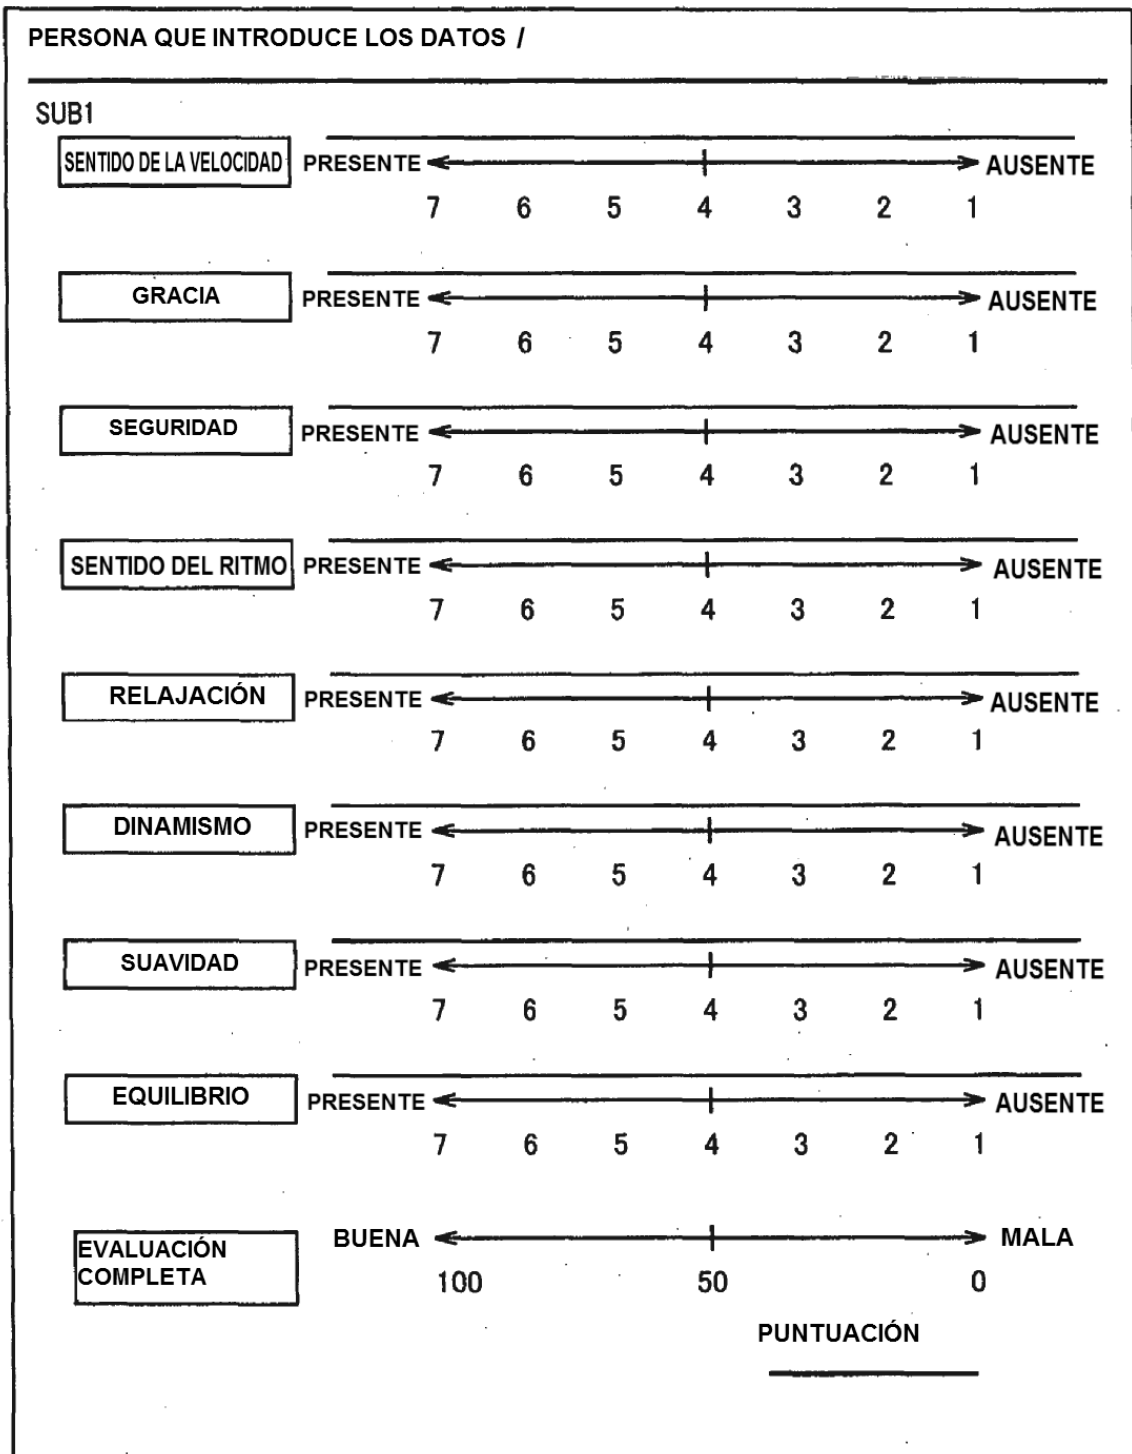 PERSONA QUE INTRODUCE LOS DATOS /
SUB1
SENTIDO DE LA VELOCIDAD PRESENTE AUSENTE
7 6 5 4 3 2 1
GRACIA PRESENTE AUSENTE
7 6 5 4 3 2 1
SEGURIDAD PRESENTE AUSENTE
7 6 5 4 3 2 1
SENTIDO DEL RITMO PRESENTE AUSENTE
7 6 5 4 3 2 1
RELAJACIÓN PRESENTE AUSENTE
7 6 5 4 3 2 1
DINAMISMO PRESENTE AUSENTE
7 6 5 4 3 2 1
SUAVIDAD PRESENTE AUSENTE
7 6 5 4 3 2 1
EQUILIBRIO PRESENTE AUSENTE
7 6 5 4 3 2 1
EVALUACIÓN COMPLETA BUENA MALA
100 50 0
PUNTUACIÓN